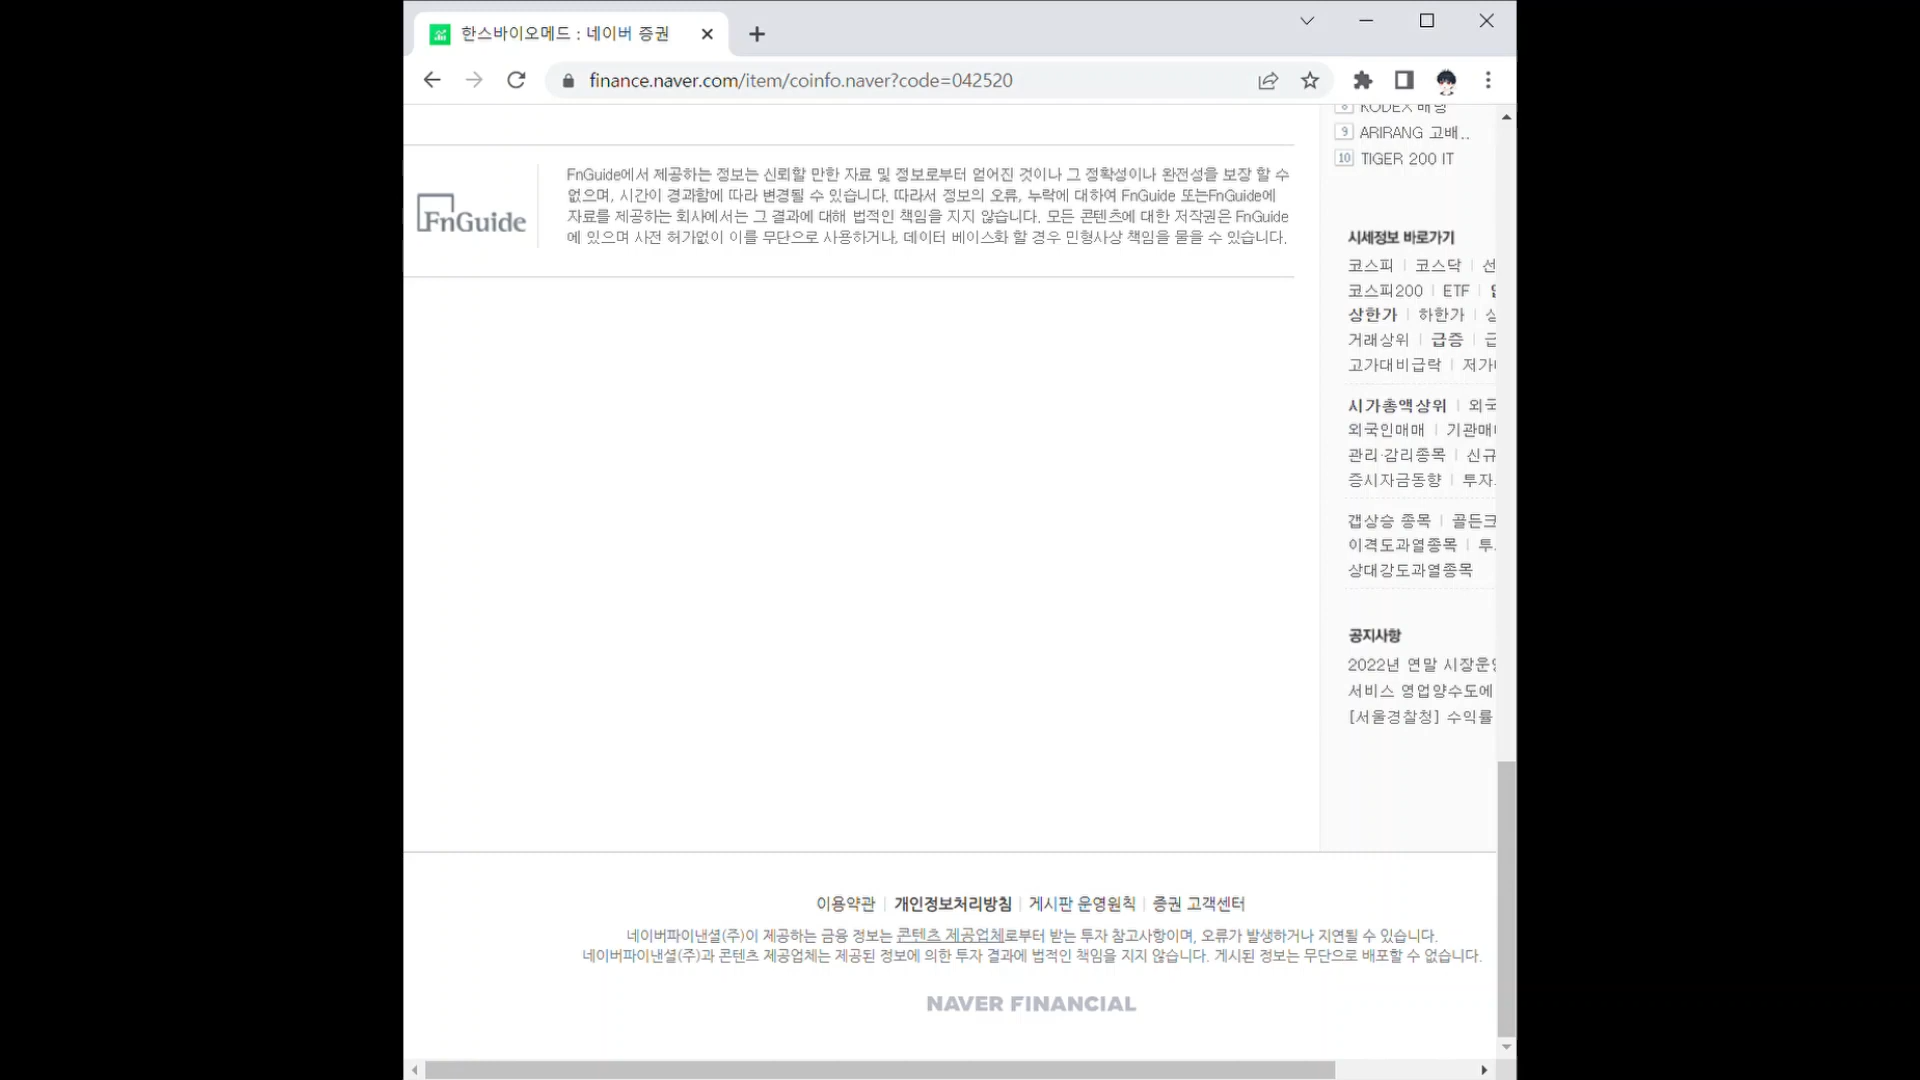 한스바이오메드 : 네이버 증권
finance.naver.com/item/coinfo.naver?code=042520
8 KODEX 배당
9 ARIRANG 고배..
10 TIGER 200 IT
FnGuide
FnGuide에서 제공하는 정보는 신뢰할 만한 자료 및 정보로부터 얻어진 것이나 그 정확성이나 완전성을 보장 할 수
없으며, 시간이 경과함에 따라 변경될 수 있습니다. 따라서 정보의 오류, 누락에 대하여 FnGuide 또는FnGuide에
자료를 제공하는 회사에서는 그 결과에 대해 법적인 책임을 지지 않습니다. 모든 콘텐츠에 대한 저작권은 FnGuide
에 있으며 사전 허가없이 이를 무단으로 사용하거나, 데이터 베이스화 할 경우 민형사상 책임을 물을 수 있습니다.
시세정보 바로가기
코스피 | 코스닥 | 선
코스피200 | ETF |
상한가 | 하한가 |
거래상위 | 급증 | 급
고가대비급락 | 저가
시가총액상위 | 외국
외국인매매 | 기관매
관리·감리종목 | 신규
증시자금동향 | 투자
갭상승 종목 | 골든크
이격도과열종목 | 투
상대강도과열종목
공지사항
2022년 연말 시장운영
서비스 영업양수도에
[서울경찰청] 수익률
이용약관 | 개인정보처리방침 | 게시판 운영원칙 | 증권 고객센터
네이버파이낸셜(주)이 제공하는 금융 정보는 콘텐츠 제공업체로부터 받는 투자 참고사항이며, 오류가 발생하거나 지연될 수 있습니다.
네이버파이낸셜(주)과 콘텐츠 제공업체는 제공된 정보에 의한 투자 결과에 법적인 책임을 지지 않습니다. 게시된 정보는 무단으로 배포할 수 없습니다.
NAVER FINANCIAL